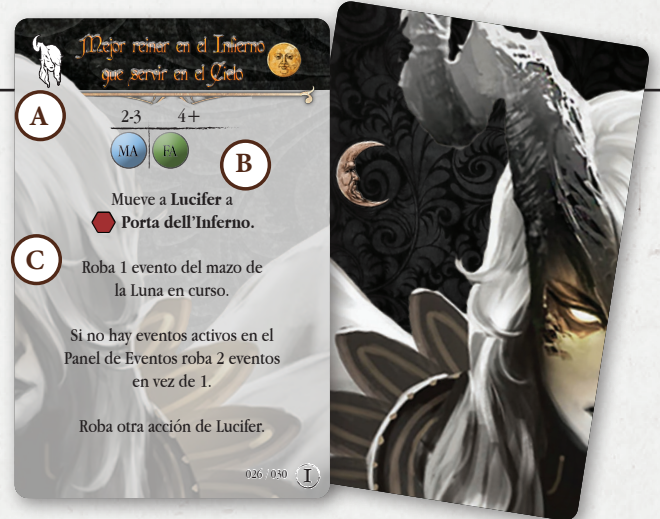 Mejor reinar en el Infierno
que servir en el Cielo
A
2-3 4+
MA FA
B
Mueve a Lucifer a
Porta dell'Inferno.
C
Roba 1 evento del mazo de
la Luna en curso.
Si no hay eventos activos en el
Panel de Eventos roba 2 eventos
en vez de 1.
Roba otra acción de Lucifer.
026/030 I